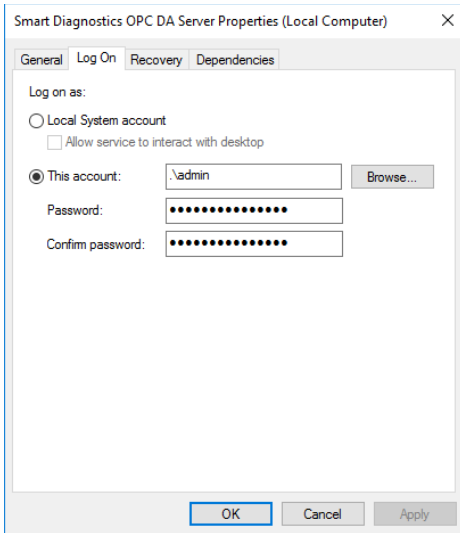 Smart Diagnostics OPC DA Server Properties (Local Computer)
General Log On Recovery Dependencies
Log on as:
Local System account
Allow service to interact with desktop
This account: .\admin Browse...
Password: •••••••••••••••
Confirm password: •••••••••••••••
OK Cancel Apply